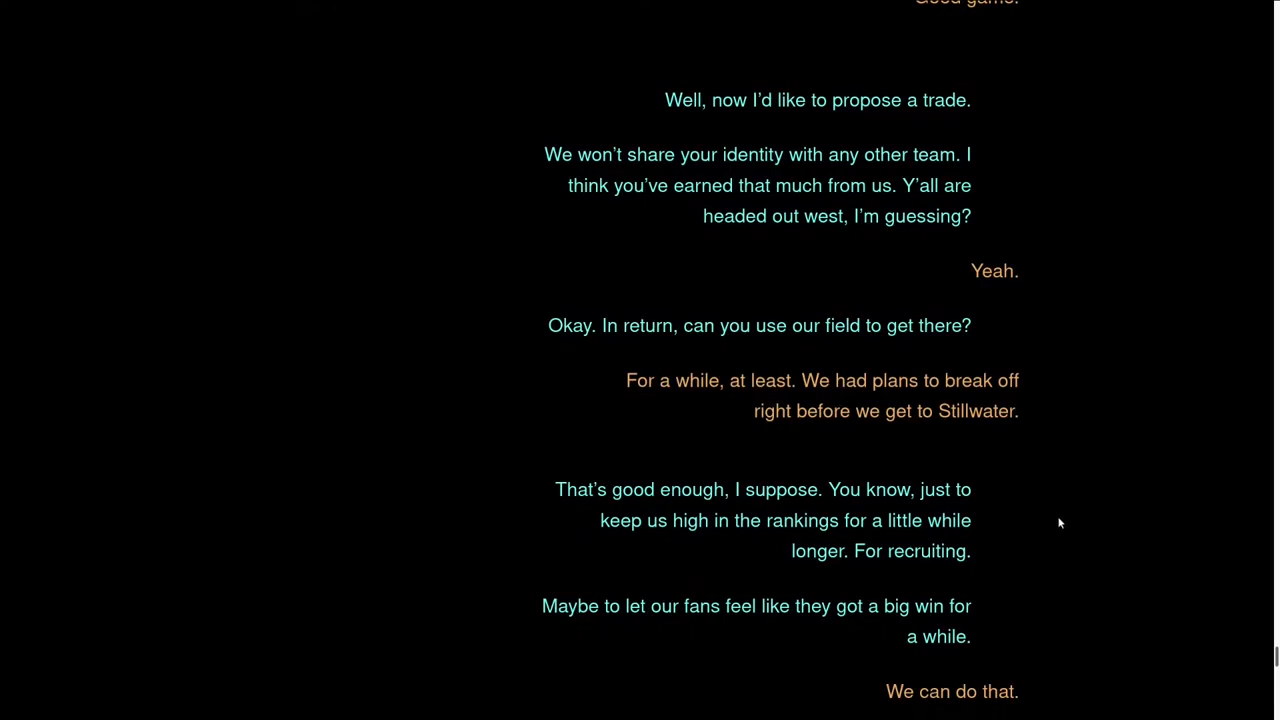 Good game.
Well, now I’d like to propose a trade.
We won’t share your identity with any other team. I
think you’ve earned that much from us. Y’all are
headed out west, I’m guessing?
Yeah.
Okay. In return, can you use our field to get there?
For a while, at least. We had plans to break off
right before we get to Stillwater.
That’s good enough, I suppose. You know, just to
keep us high in the rankings for a little while
longer. For recruiting.
Maybe to let our fans feel like they got a big win for
a while.
We can do that.